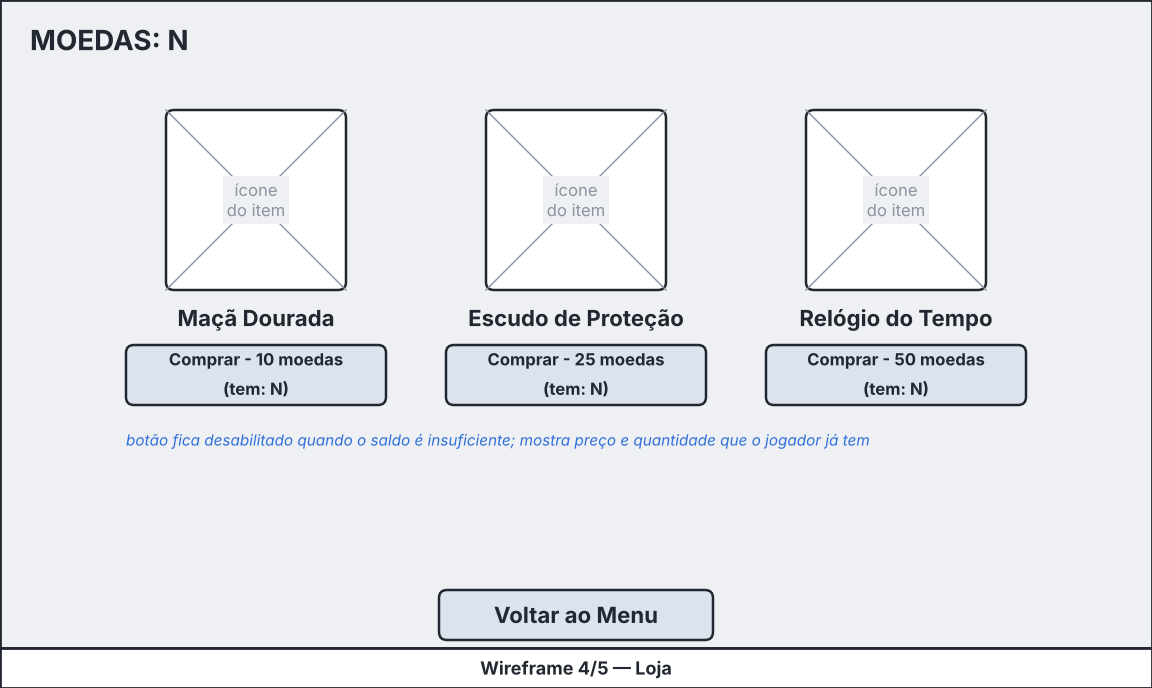 MOEDAS: N
ícone
do item
ícone
do item
ícone
do item
Maçã Dourada
Escudo de Proteção
Relógio do Tempo
Comprar - 10 moedas
(tem: N)
Comprar - 25 moedas
(tem: N)
Comprar - 50 moedas
(tem: N)
botão fica desabilitado quando o saldo é insuficiente; mostra preço e quantidade que o jogador já tem
Voltar ao Menu
Wireframe 4/5 — Loja